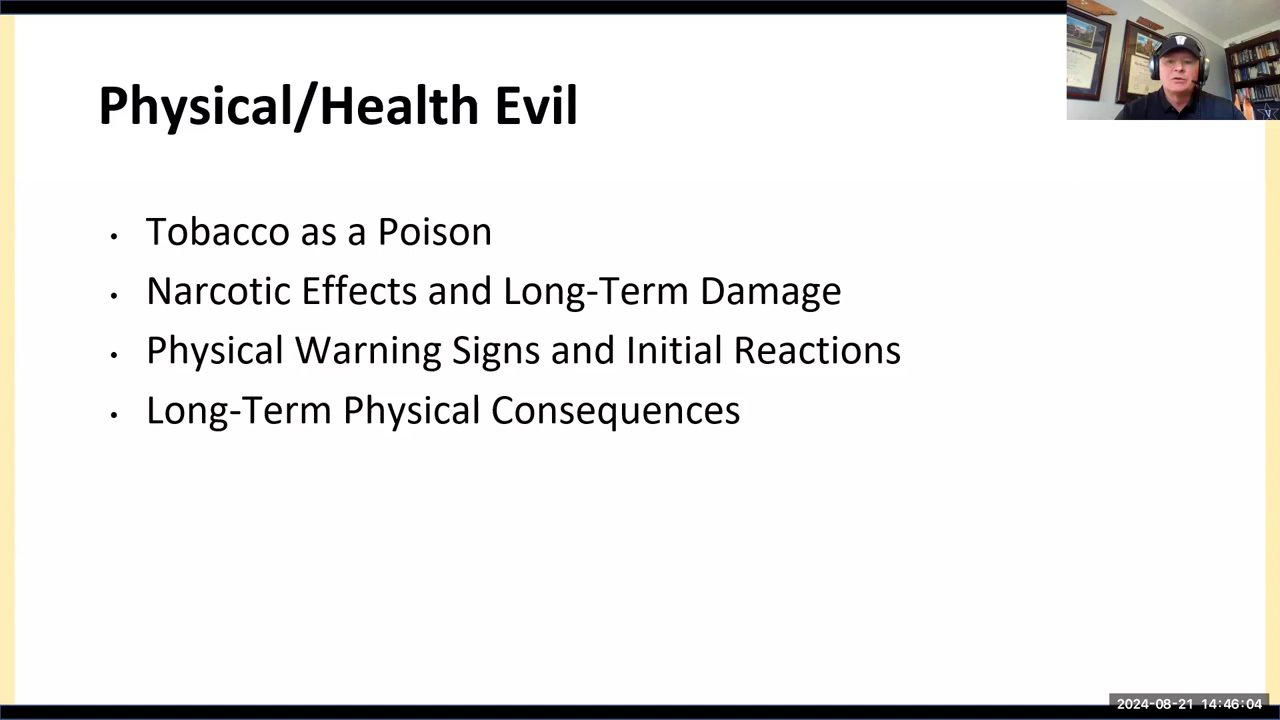 Physical/Health Evil
• Tobacco as a Poison
• Narcotic Effects and Long-Term Damage
• Physical Warning Signs and Initial Reactions
• Long-Term Physical Consequences
2024-08-21 14:46:04